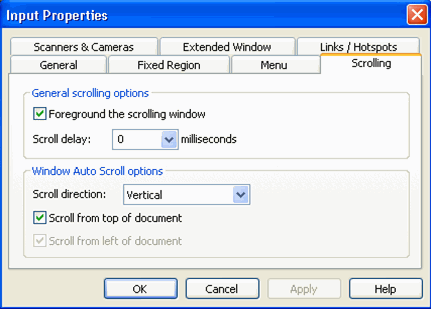 Input Properties
Scanners & Cameras Extended Window Links / Hotspots
General Fixed Region Menu Scrolling
General scrolling options
Foreground the scrolling window
Scroll delay: 0 milliseconds
Window Auto Scroll options
Scroll direction: Vertical
Scroll from top of document
Scroll from left of document
OK Cancel Apply Help